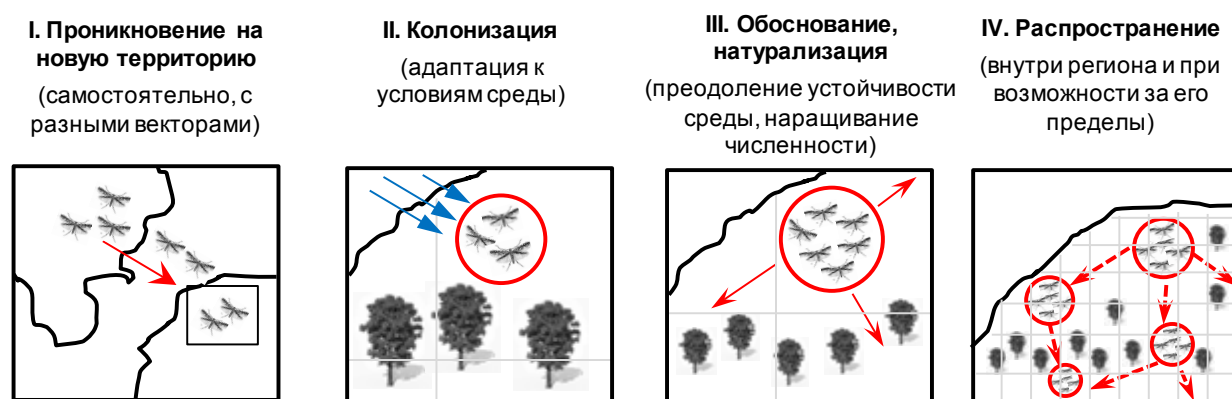 I. Проникновение на
новую территорию
(самостоятельно, с
разными векторами)
II. Колонизация
(адаптация к
условиям среды)
III. Обоснование,
натурализация
(преодоление устойчивости
среды, наращивание
численности)
IV. Распространение
(внутри региона и при
возможности за его
пределы)